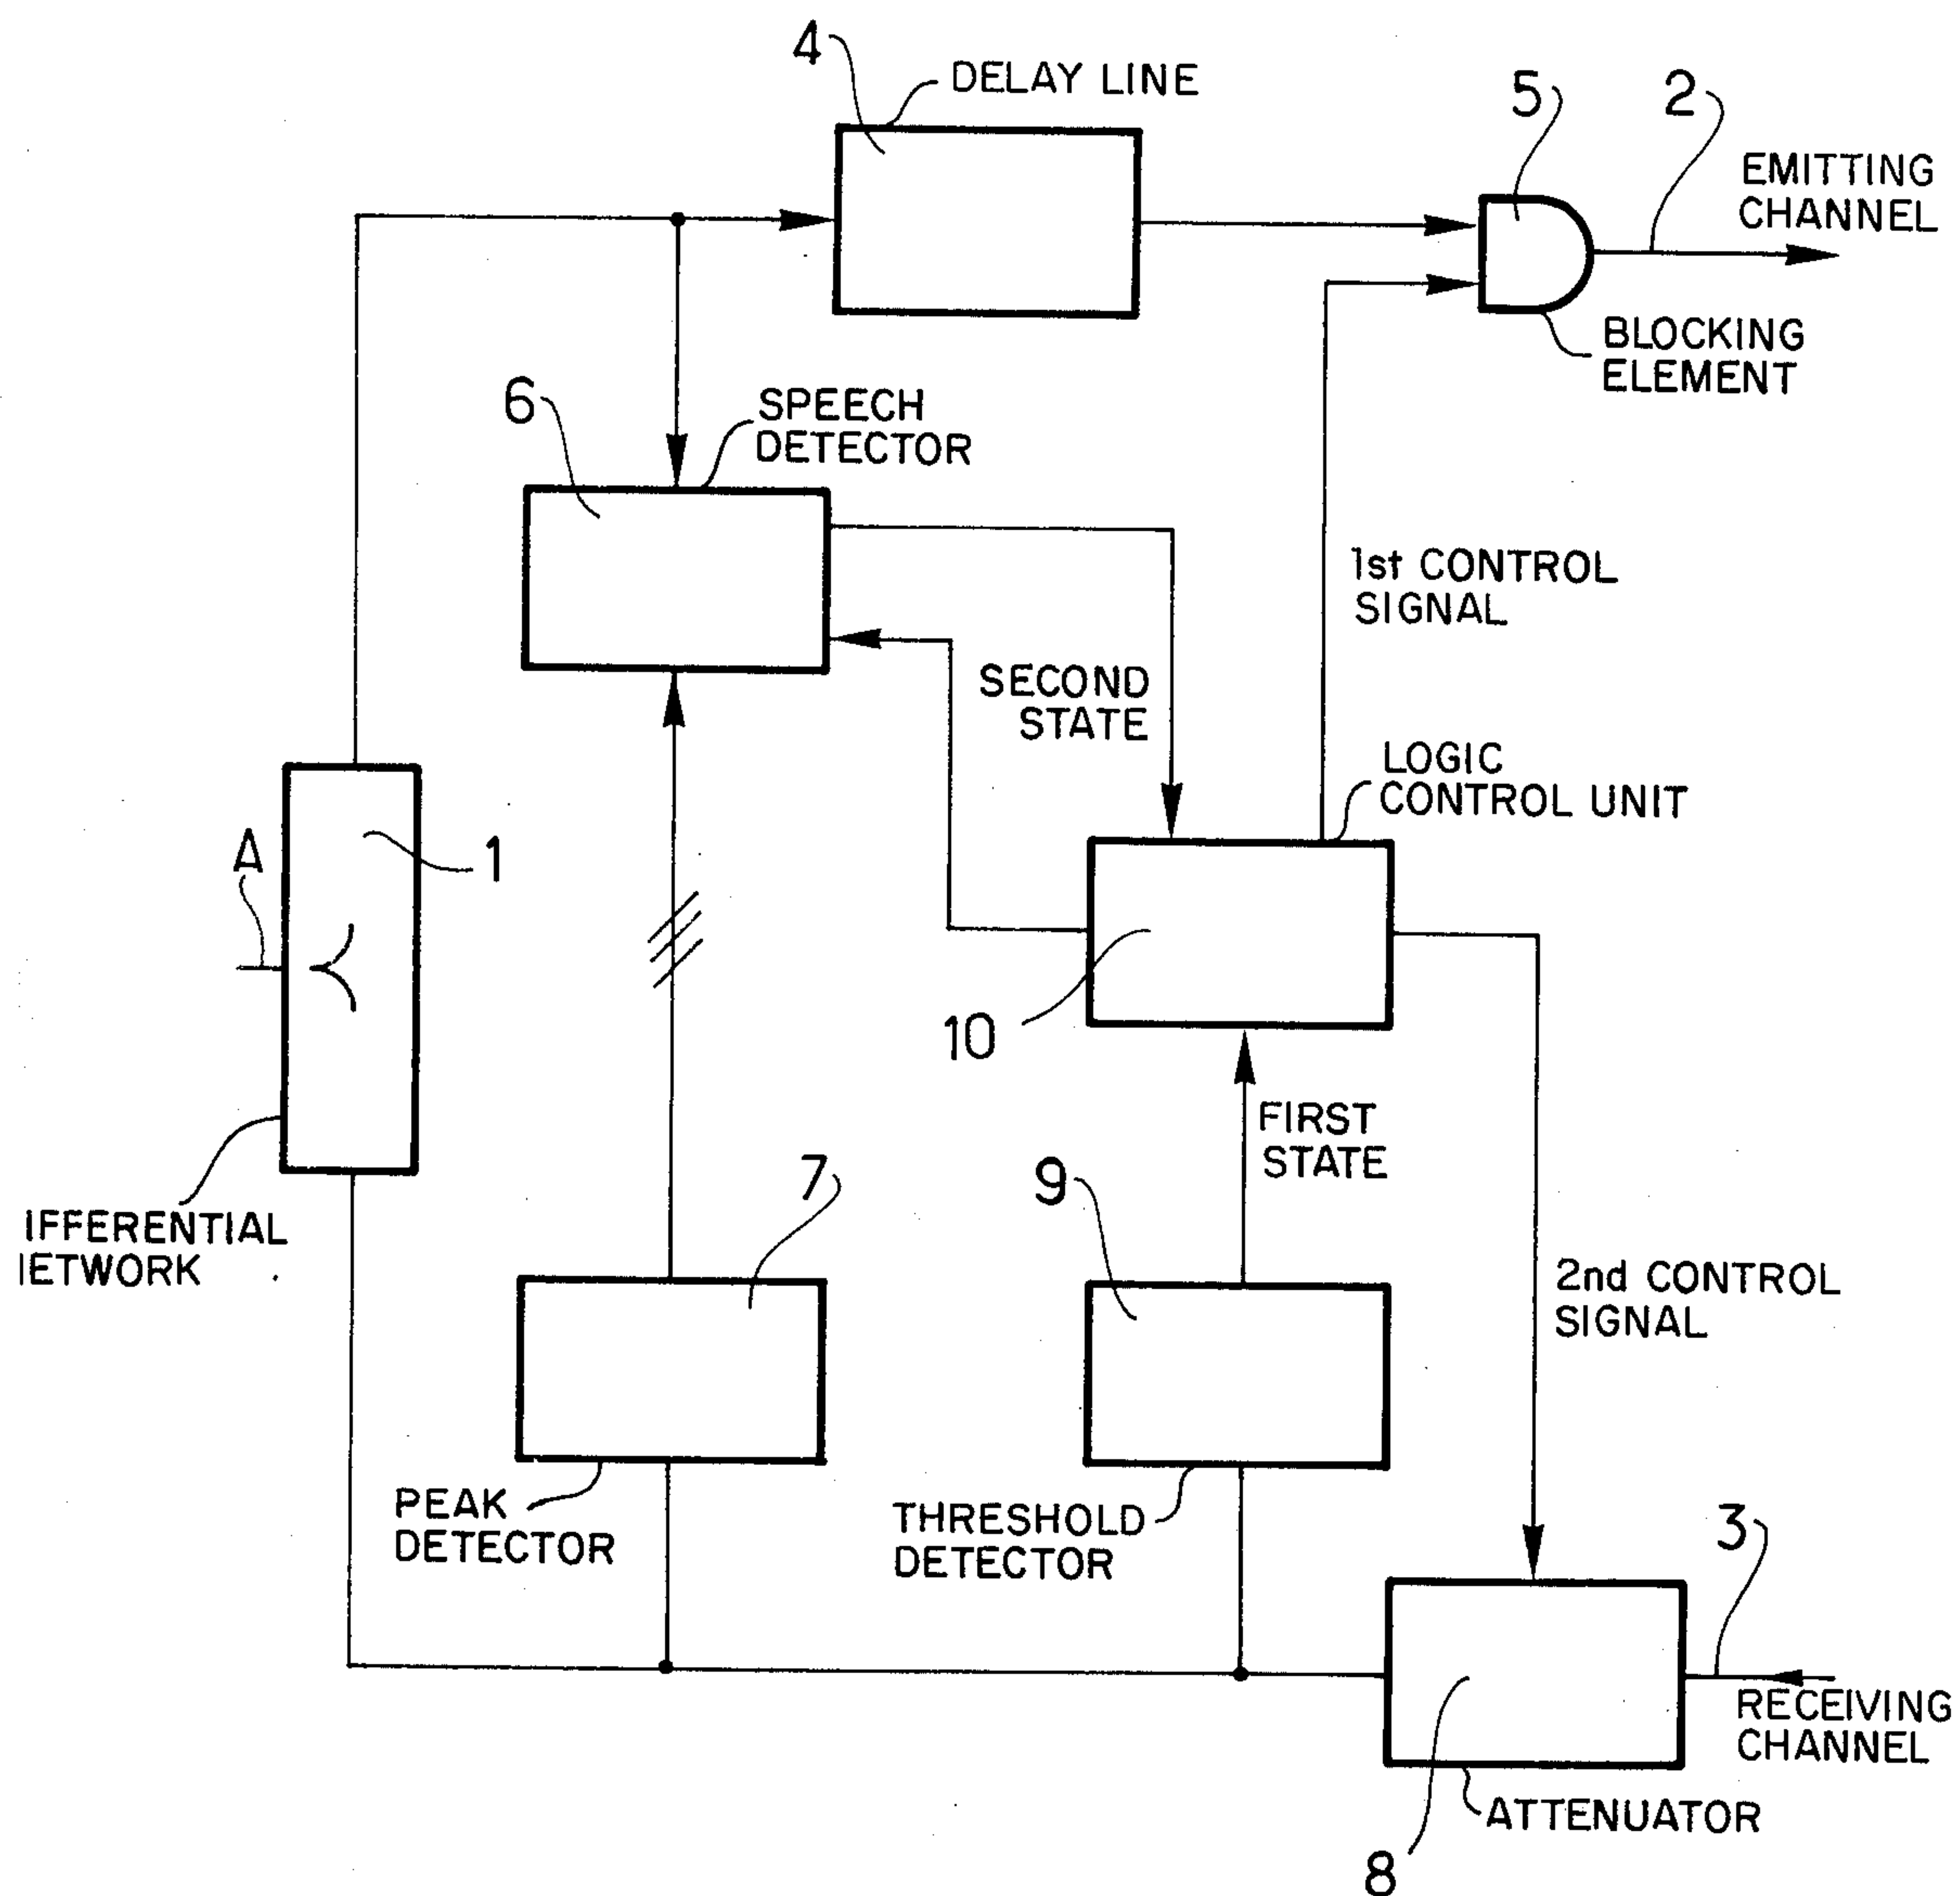 4
DELAY LINE
5
2
EMITTING
CHANNEL
BLOCKING
ELEMENT
6
SPEECH
DETECTOR
1st CONTROL
SIGNAL
SECOND
STATE
LOGIC
CONTROL UNIT
A
1
10
FIRST
STATE
7
9
IFFERENTIAL
IETWORK
2nd CONTROL
SIGNAL
PEAK
DETECTOR
THRESHOLD
DETECTOR
3
RECEIVING
CHANNEL
ATTENUATOR
8